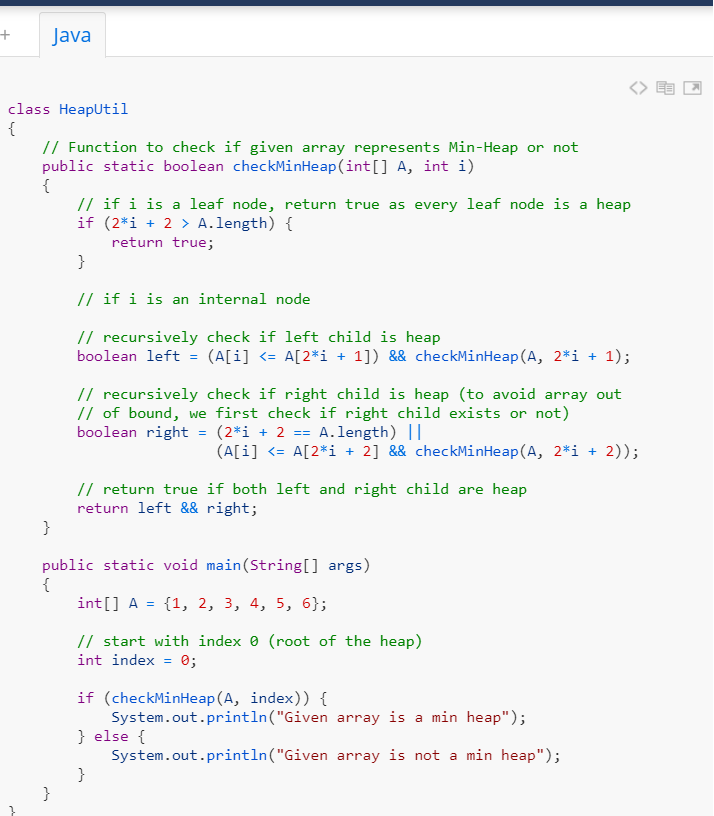 + Java
class HeapUtil
{
    // Function to check if given array represents Min-Heap or not
    public static boolean checkMinHeap(int[] A, int i)
    {
        // if i is a leaf node, return true as every leaf node is a heap
        if (2*i + 2 > A.length) {
            return true;
        }

        // if i is an internal node

        // recursively check if left child is heap
        boolean left = (A[i] <= A[2*i + 1]) && checkMinHeap(A, 2*i + 1);

        // recursively check if right child is heap (to avoid array out
        // of bound, we first check if right child exists or not)
        boolean right = (2*i + 2 == A.length) ||
                        (A[i] <= A[2*i + 2] && checkMinHeap(A, 2*i + 2));

        // return true if both left and right child are heap
        return left && right;
    }

    public static void main(String[] args)
    {
        int[] A = {1, 2, 3, 4, 5, 6};

        // start with index 0 (root of the heap)
        int index = 0;

        if (checkMinHeap(A, index)) {
            System.out.println("Given array is a min heap");
        } else {
            System.out.println("Given array is not a min heap");
        }
    }
}